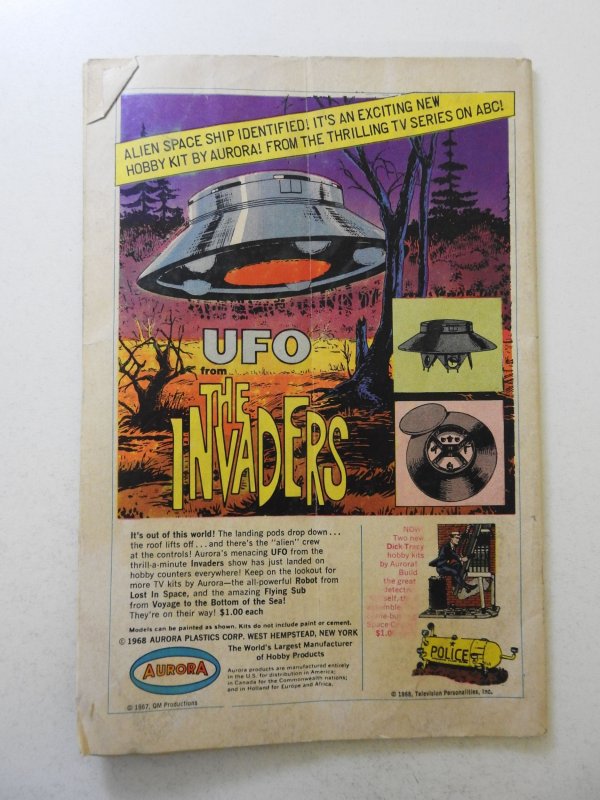 ALIEN SPACE SHIP IDENTIFIED! IT'S AN EXCITING NEW
HOBBY KIT BY AURORA! FROM THE THRILLING TV SERIES ON ABC!
UFO
from
THE
INVADERS
It's out of this world! The landing pods drop down...
the roof lifts off...and there's the "alien" crew
at the controls! Aurora's menacing UFO from the
thrill-a-minute Invaders show has just landed on
hobby counters everywhere! Keep on the lookout for
more TV kits by Aurora—the all-powerful Robot from
Lost In Space, and the amazing Flying Sub
from Voyage to the Bottom of the Sea!
They're on their way! $1.00 each
Models can be painted as shown. Kits do not include paint or cement.
© 1968 AURORA PLASTICS CORP. WEST HEMPSTEAD, NEW YORK
The World's Largest Manufacturer
of Hobby Products
AURORA
Aurora products are manufactured entirely
in the U.S. for distribution in America;
in Canada for the Commonwealth nations;
and in Holland for Europe and Africa.
© 1967, QM Productions
NOW
Two new
Dick Tracy
hobby kits
by Aurora!
Build
the great
POLICE
© 1968, Television Personalities, Inc.